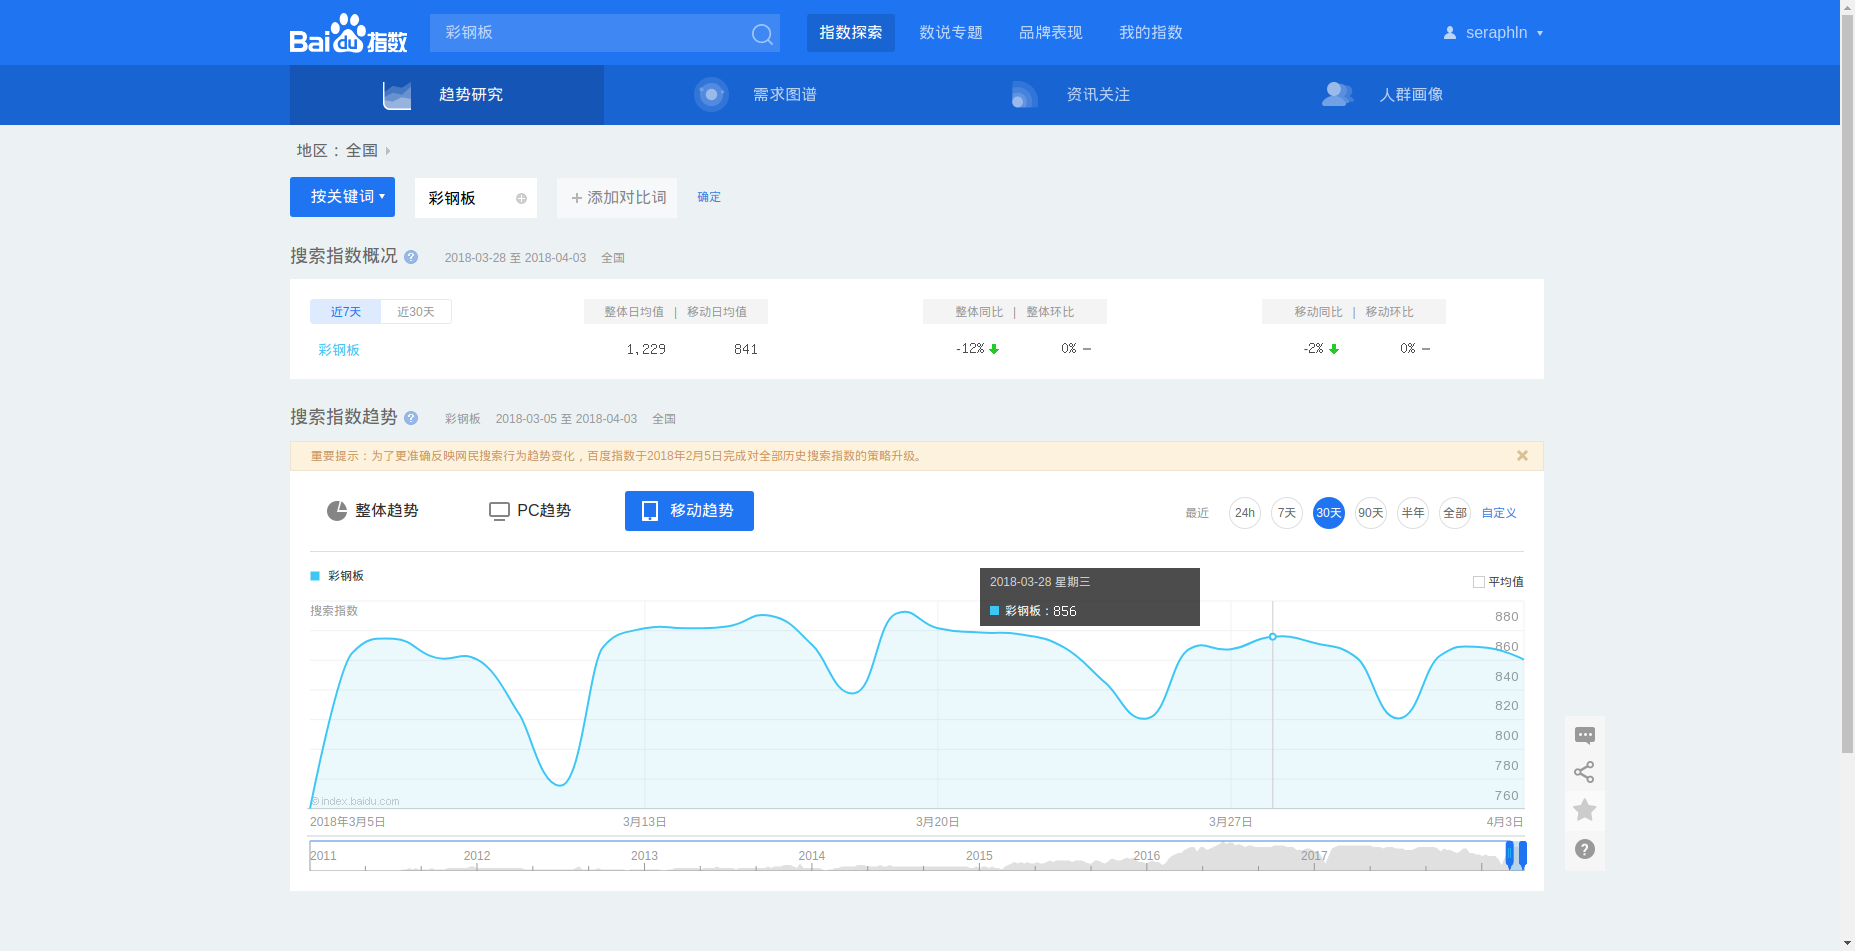 Baidu指数 彩钢板 指数探索 数说专题 品牌表现 我的指数 seraphln
趋势研究 需求图谱 资讯关注 人群画像
地区：全国
按关键词 彩钢板 添加对比词 确定
搜索指数概况 ? 2018-03-28 至 2018-04-03 全国
近7天 近30天 整体日均值 | 移动日均值 整体同比 | 整体环比 移动同比 | 移动环比
彩钢板 1,229 841 -12% 0% -2% 0%
搜索指数趋势 ? 彩钢板 2018-03-05 至 2018-04-03 全国
重要提示：为了更准确反映网民搜索行为趋势变化，百度指数于2018年2月5日完成对全部历史搜索指数的策略升级。
整体趋势 PC趋势 移动趋势 最近 24h 7天 30天 90天 半年 全部 自定义
彩钢板
2018-03-28 星期三
平均值
搜索指数
彩钢板：856
880
860
840
820
800
780
760
© index.baidu.com
2018年3月5日 3月13日 3月20日 3月27日 4月3日
2011 2012 2013 2014 2015 2016 2017
?